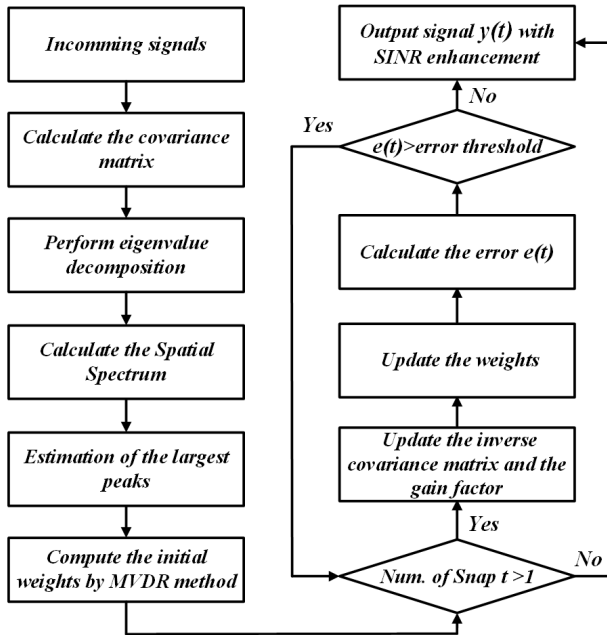 Incomming signals
Calculate the covariance
matrix
Perform eigenvalue
decomposition
Calculate the Spatial
Spectrum
Estimation of the largest
peaks
Compute the initial
weights by MVDR method
Output signal y(t) with
SINR enhancement
No
Yes
e(t)>error threshold
Calculate the error e(t)
Update the weights
Update the inverse
covariance matrix and the
gain factor
Yes
Num. of Snap t >1
No